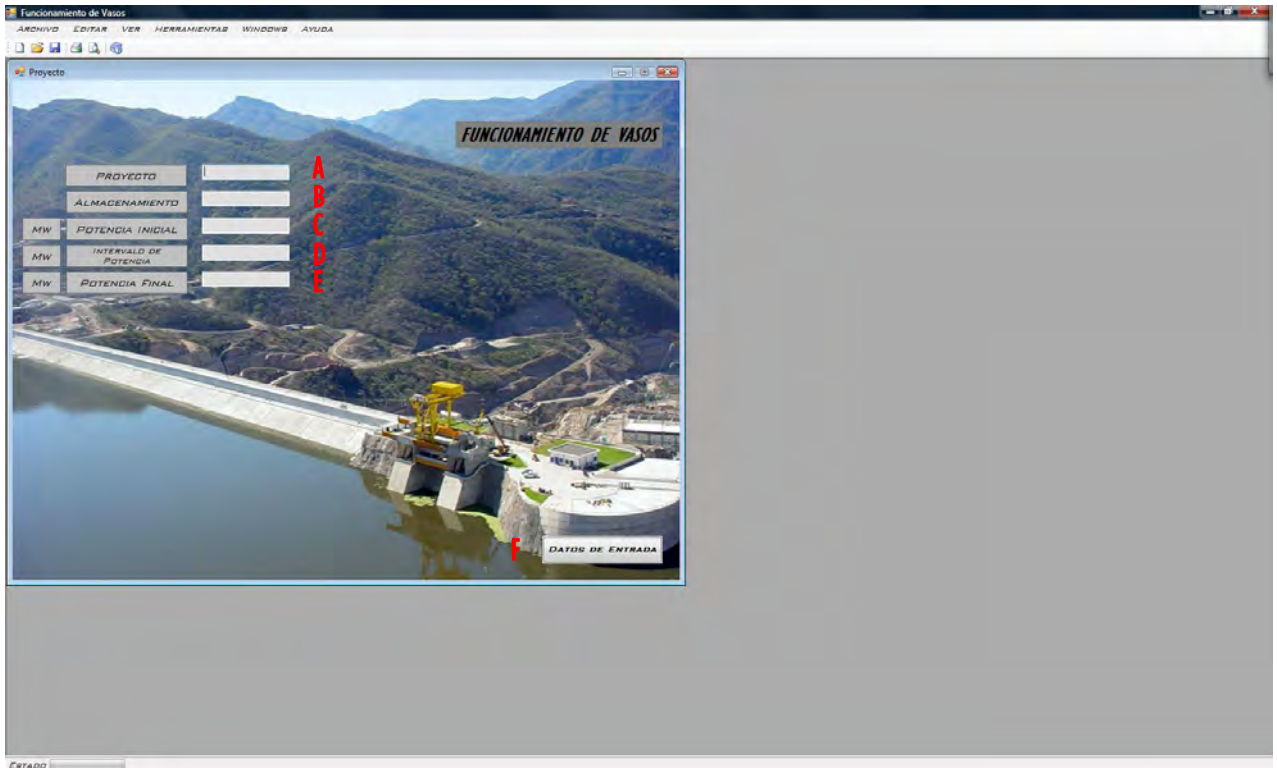 Funcionamiento de Vasos
ARCHIVO EDITAR VER HERRAMIENTAS WINDOWS AYUDA
Proyecto
FUNCIONAMIENTO DE VASOS
PROYECTO A
ALMACENAMIENTO B
MW POTENCIA INICIAL C
MW INTERVALO DE
POTENCIA D
MW POTENCIA FINAL E
F DATOS DE ENTRADA
ESTADO